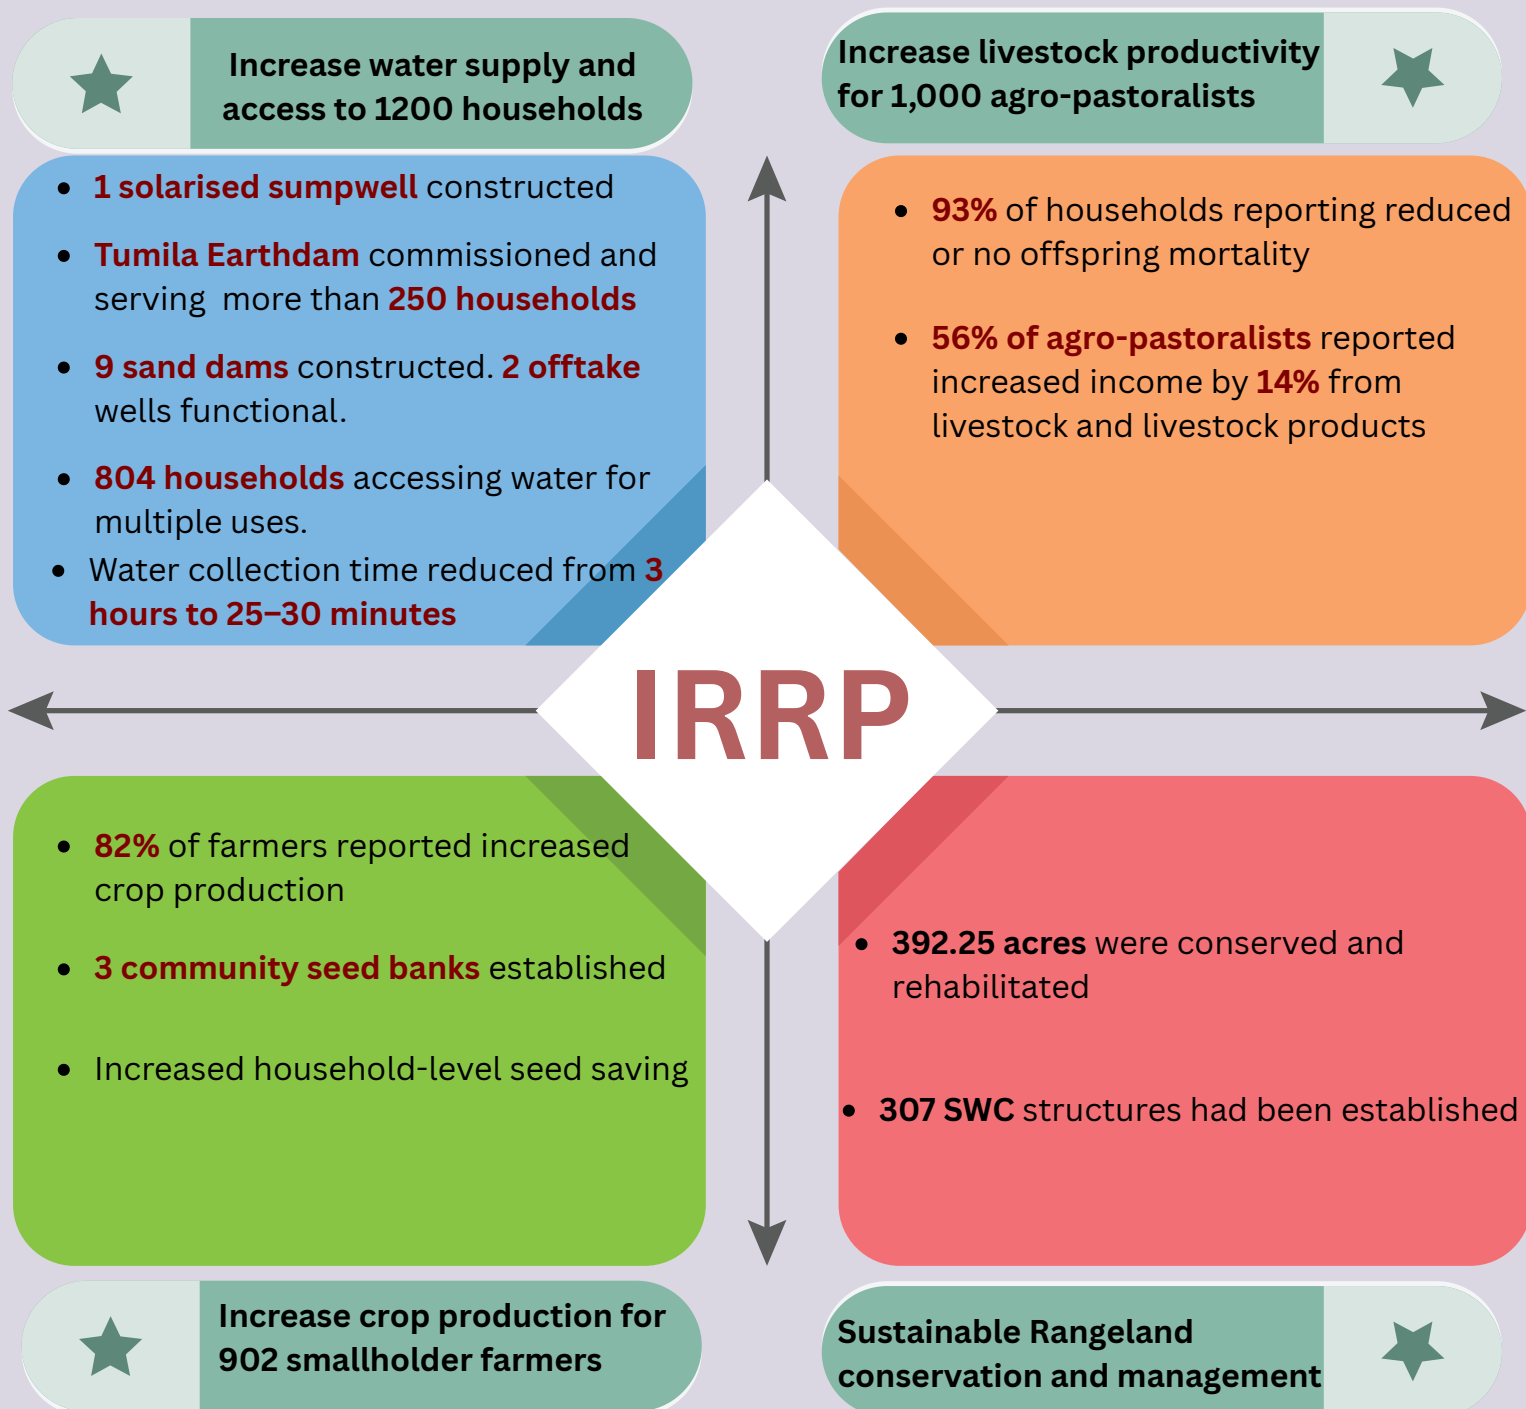 Increase water supply and
access to 1200 households
• 1 solarised sumpwell constructed
• Tumila Earthdam commissioned and
serving  more than 250 households
• 9 sand dams constructed. 2 offtake
wells functional.
• 804 households accessing water for
multiple uses.
• Water collection time reduced from 3
hours to 25–30 minutes
Increase livestock productivity
for 1,000 agro-pastoralists
• 93% of households reporting reduced
or no offspring mortality
• 56% of agro-pastoralists reported
increased income by 14% from
livestock and livestock products
IRRP
• 82% of farmers reported increased
crop production
• 3 community seed banks established
• Increased household-level seed saving
Increase crop production for
902 smallholder farmers
• 392.25 acres were conserved and
rehabilitated
• 307 SWC structures had been established
Sustainable Rangeland
conservation and management